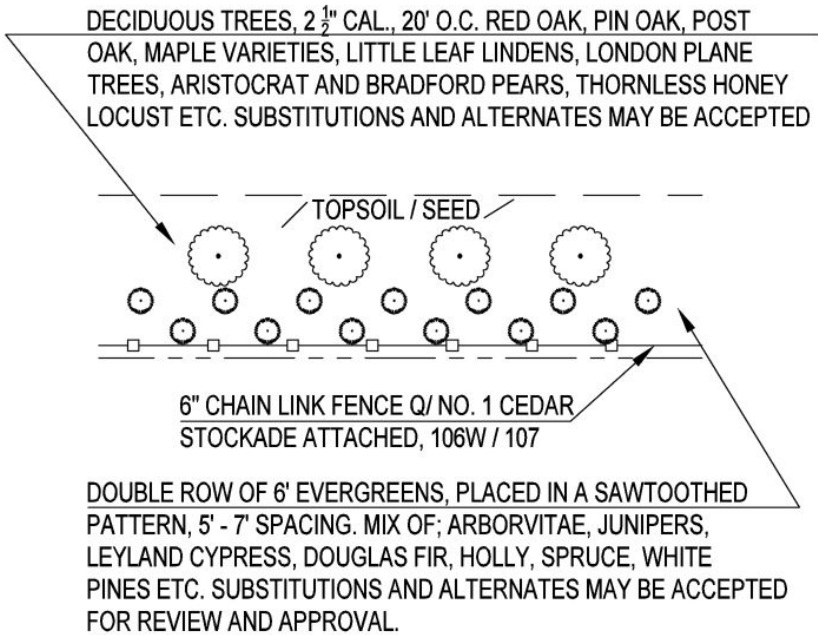 DECIDUOUS TREES, 2 ½" CAL., 20' O.C. RED OAK, PIN OAK, POST
OAK, MAPLE VARIETIES, LITTLE LEAF LINDENS, LONDON PLANE
TREES, ARISTOCRAT AND BRADFORD PEARS, THORNLESS HONEY
LOCUST ETC. SUBSTITUTIONS AND ALTERNATES MAY BE ACCEPTED
TOPSOIL / SEED
6" CHAIN LINK FENCE Q/ NO. 1 CEDAR
STOCKADE ATTACHED, 106W / 107
DOUBLE ROW OF 6' EVERGREENS, PLACED IN A SAWTOOTHED
PATTERN, 5' - 7' SPACING. MIX OF; ARBORVITAE, JUNIPERS,
LEYLAND CYPRESS, DOUGLAS FIR, HOLLY, SPRUCE, WHITE
PINES ETC. SUBSTITUTIONS AND ALTERNATES MAY BE ACCEPTED
FOR REVIEW AND APPROVAL.